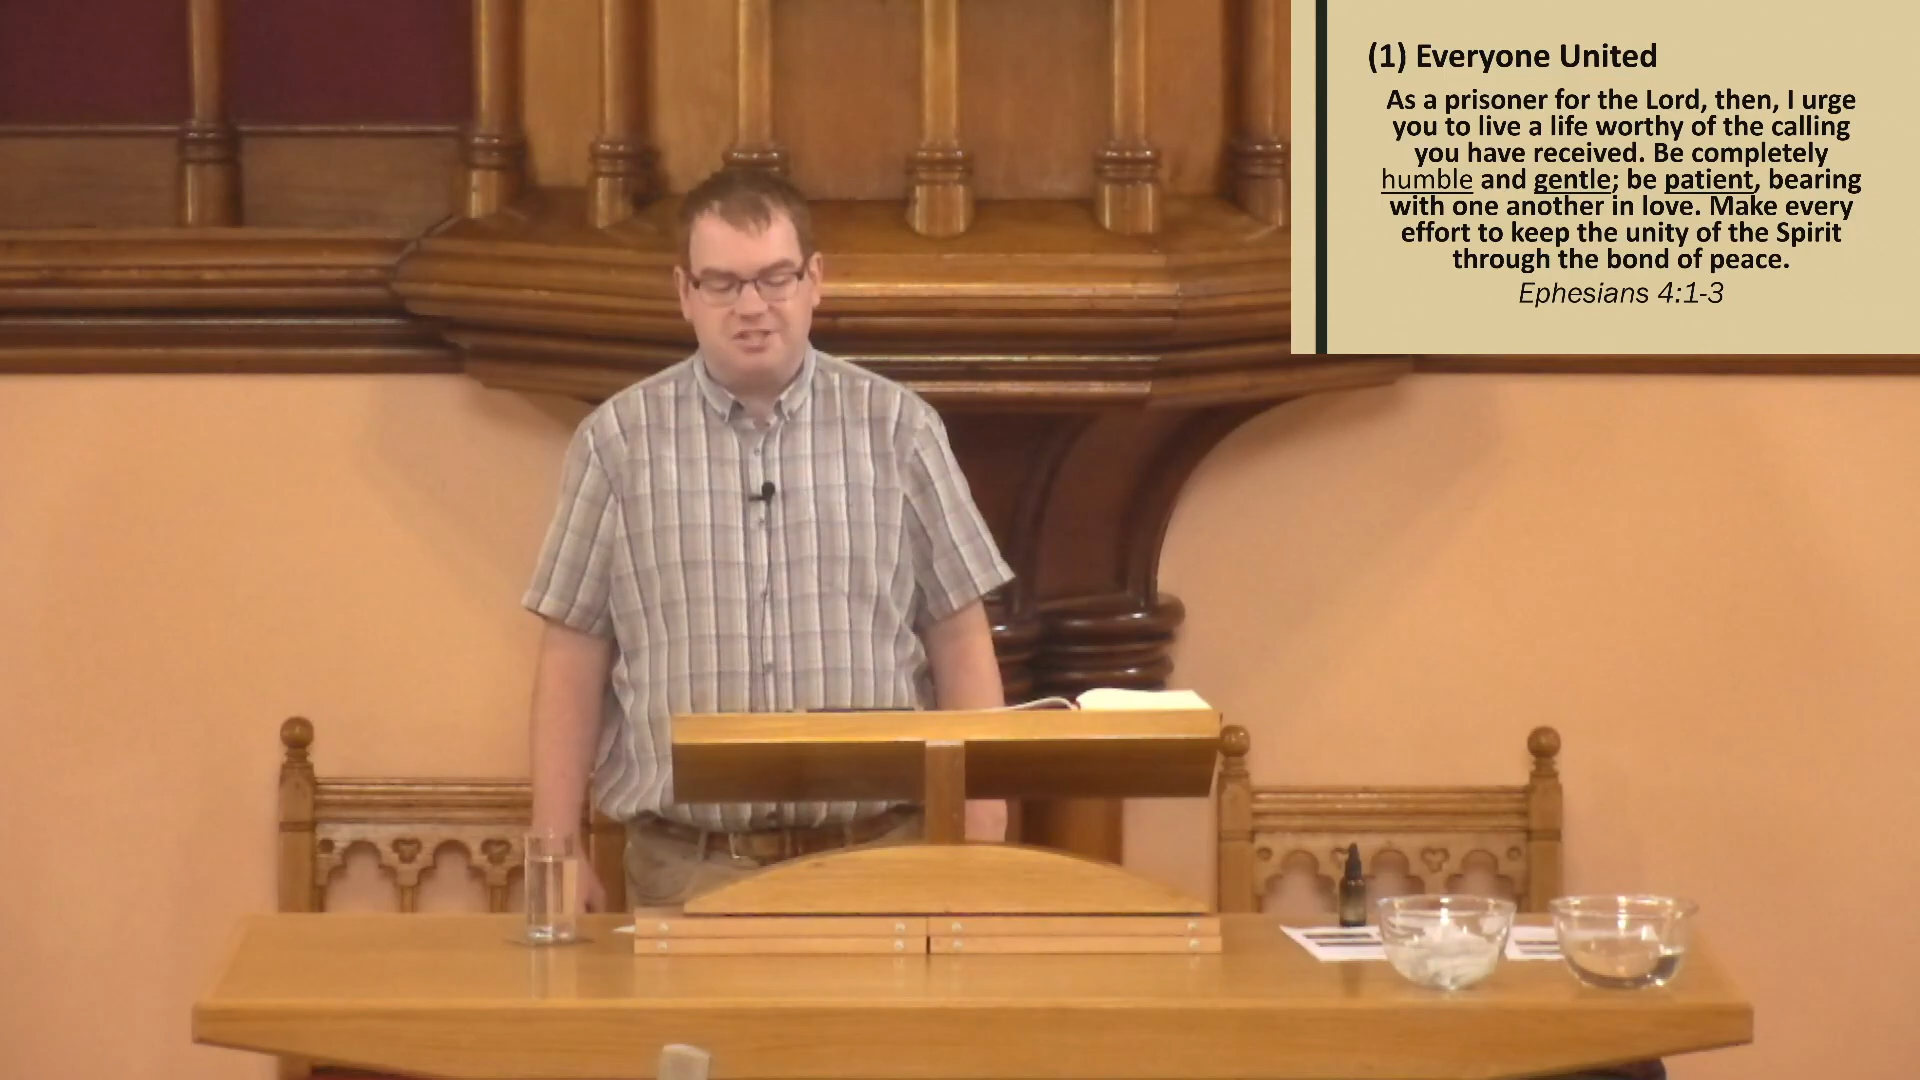 (1) Everyone United
As a prisoner for the Lord, then, I urge
you to live a life worthy of the calling
you have received. Be completely
humble and gentle; be patient, bearing
with one another in love. Make every
effort to keep the unity of the Spirit
through the bond of peace.
Ephesians 4:1-3